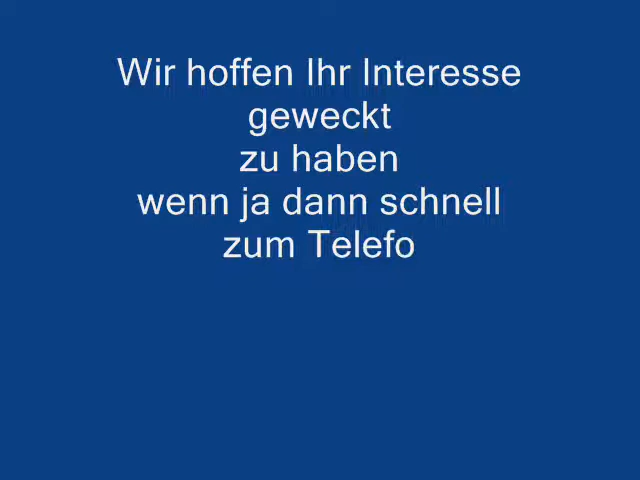 Wir hoffen Ihr Interesse
geweckt
zu haben
wenn ja dann schnell
zum Telefo